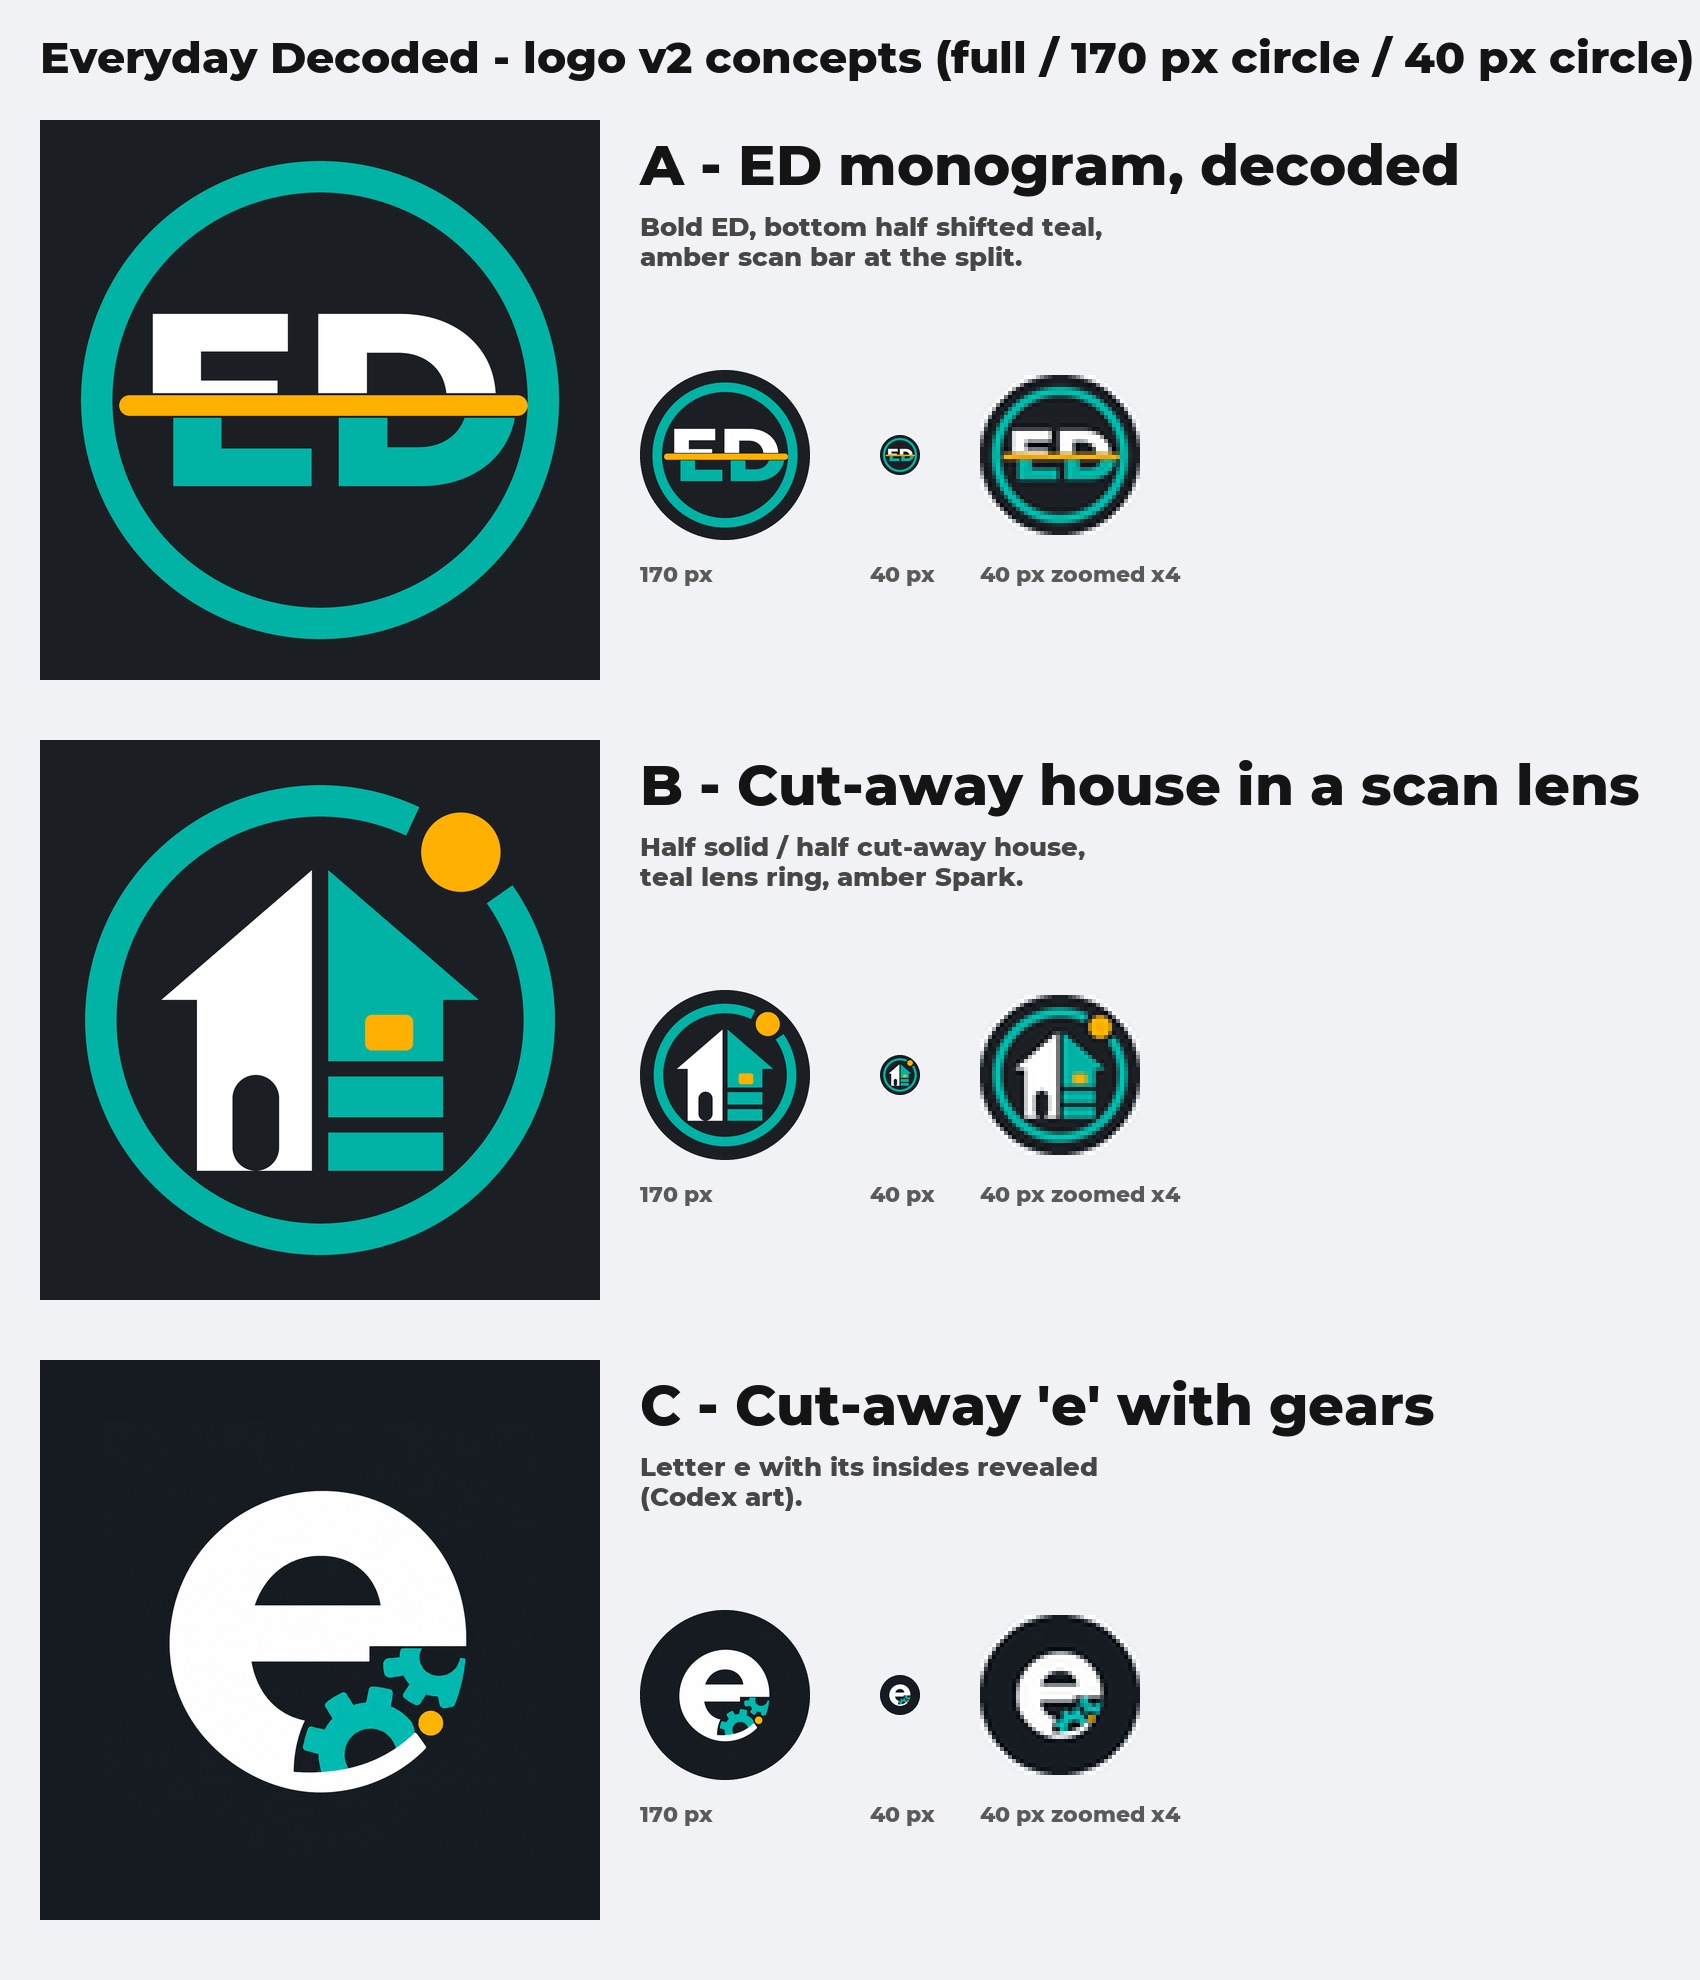 Everyday Decoded - logo v2 concepts (full / 170 px circle / 40 px circle)
ED
A - ED monogram, decoded
Bold ED, bottom half shifted teal,
amber scan bar at the split.
ED
ED
ED
170 px
40 px
40 px zoomed x4
B - Cut-away house in a scan lens
Half solid / half cut-away house,
teal lens ring, amber Spark.
170 px
40 px
40 px zoomed x4
e
C - Cut-away 'e' with gears
Letter e with its insides revealed
(Codex art).
e
e
e
170 px
40 px
40 px zoomed x4